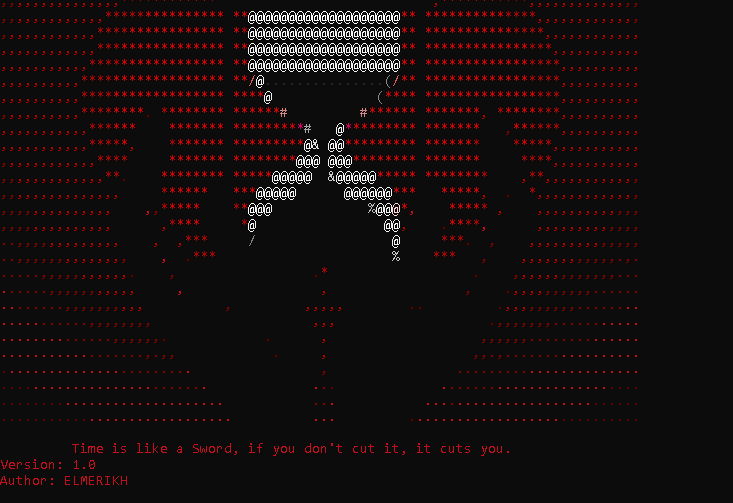 Time is like a Sword, if you don't cut it, it cuts you.
Version: 1.0
Author: ELMERIKH